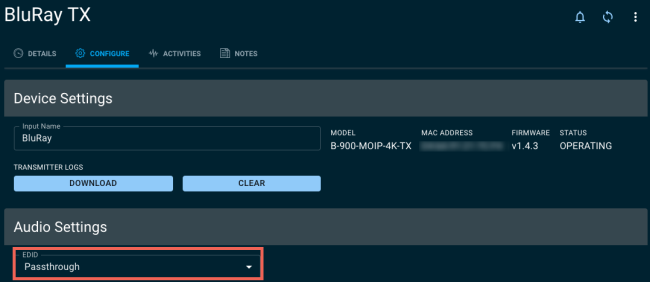 BluRay TX
DETAILS CONFIGURE ACTIVITIES NOTES
Device Settings
Input Name
BluRay
MODEL MAC ADDRESS FIRMWARE STATUS
B-900-MOIP-4K-TX v1.4.3 OPERATING
TRANSMITTER LOGS
DOWNLOAD CLEAR
Audio Settings
EDID
Passthrough